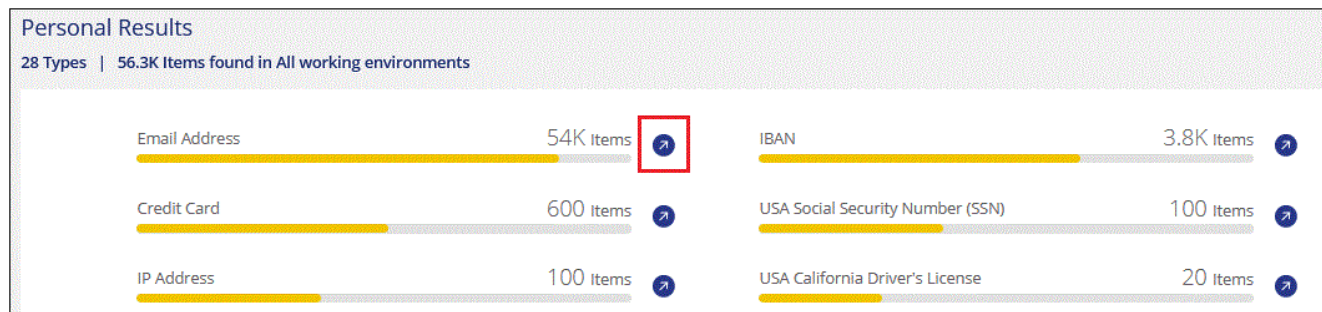 Personal Results
28 Types | 56.3K Items found in All working environments
Email Address 54K Items IBAN 3.8K Items
Credit Card 600 Items USA Social Security Number (SSN) 100 Items
IP Address 100 Items USA California Driver's License 20 Items